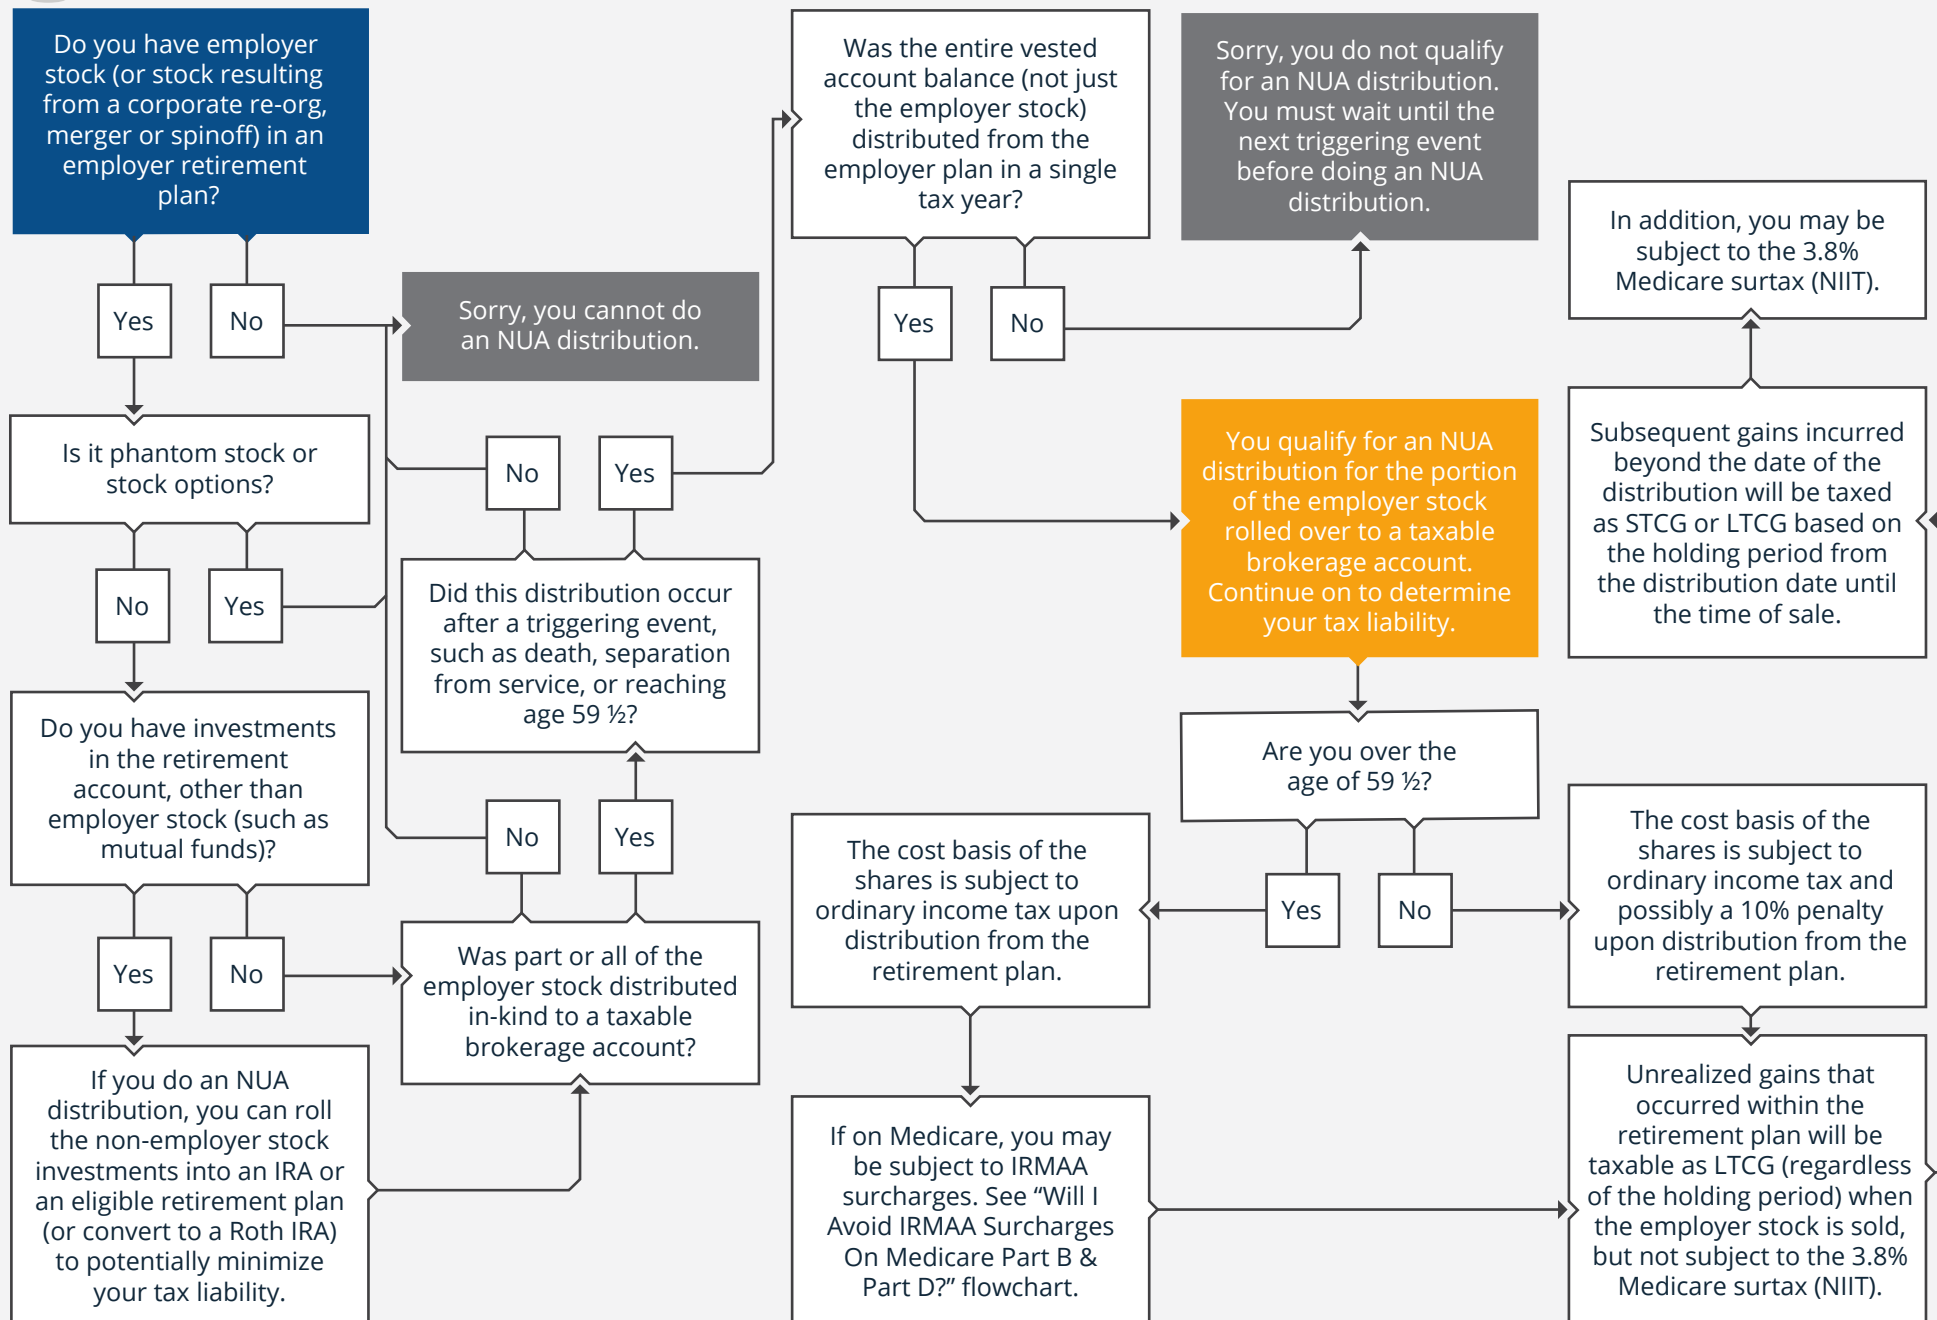 Do you have employer
stock (or stock resulting
from a corporate re-org,
merger or spinoff) in an
employer retirement
plan?
Yes
No
Sorry, you cannot do
an NUA distribution.
Is it phantom stock or
stock options?
No
Yes
Do you have investments
in the retirement
account, other than
employer stock (such as
mutual funds)?
Yes
No
If you do an NUA
distribution, you can roll
the non-employer stock
investments into an IRA or
an eligible retirement plan
(or convert to a Roth IRA)
to potentially minimize
your tax liability.
Was part or all of the
employer stock distributed
in-kind to a taxable
brokerage account?
No
Yes
Did this distribution occur
after a triggering event,
such as death, separation
from service, or reaching
age 59 ½?
No
Yes
Was the entire vested
account balance (not just
the employer stock)
distributed from the
employer plan in a single
tax year?
Yes
No
Sorry, you do not qualify
for an NUA distribution.
You must wait until the
next triggering event
before doing an NUA
distribution.
You qualify for an NUA
distribution for the portion
of the employer stock
rolled over to a taxable
brokerage account.
Continue on to determine
your tax liability.
Are you over the
age of 59 ½?
Yes
No
The cost basis of the
shares is subject to
ordinary income tax upon
distribution from the
retirement plan.
If on Medicare, you may
be subject to IRMAA
surcharges. See “Will I
Avoid IRMAA Surcharges
On Medicare Part B &
Part D?” flowchart.
The cost basis of the
shares is subject to
ordinary income tax and
possibly a 10% penalty
upon distribution from the
retirement plan.
Unrealized gains that
occurred within the
retirement plan will be
taxable as LTCG (regardless
of the holding period) when
the employer stock is sold,
but not subject to the 3.8%
Medicare surtax (NIIT).
Subsequent gains incurred
beyond the date of the
distribution will be taxed
as STCG or LTCG based on
the holding period from
the distribution date until
the time of sale.
In addition, you may be
subject to the 3.8%
Medicare surtax (NIIT).